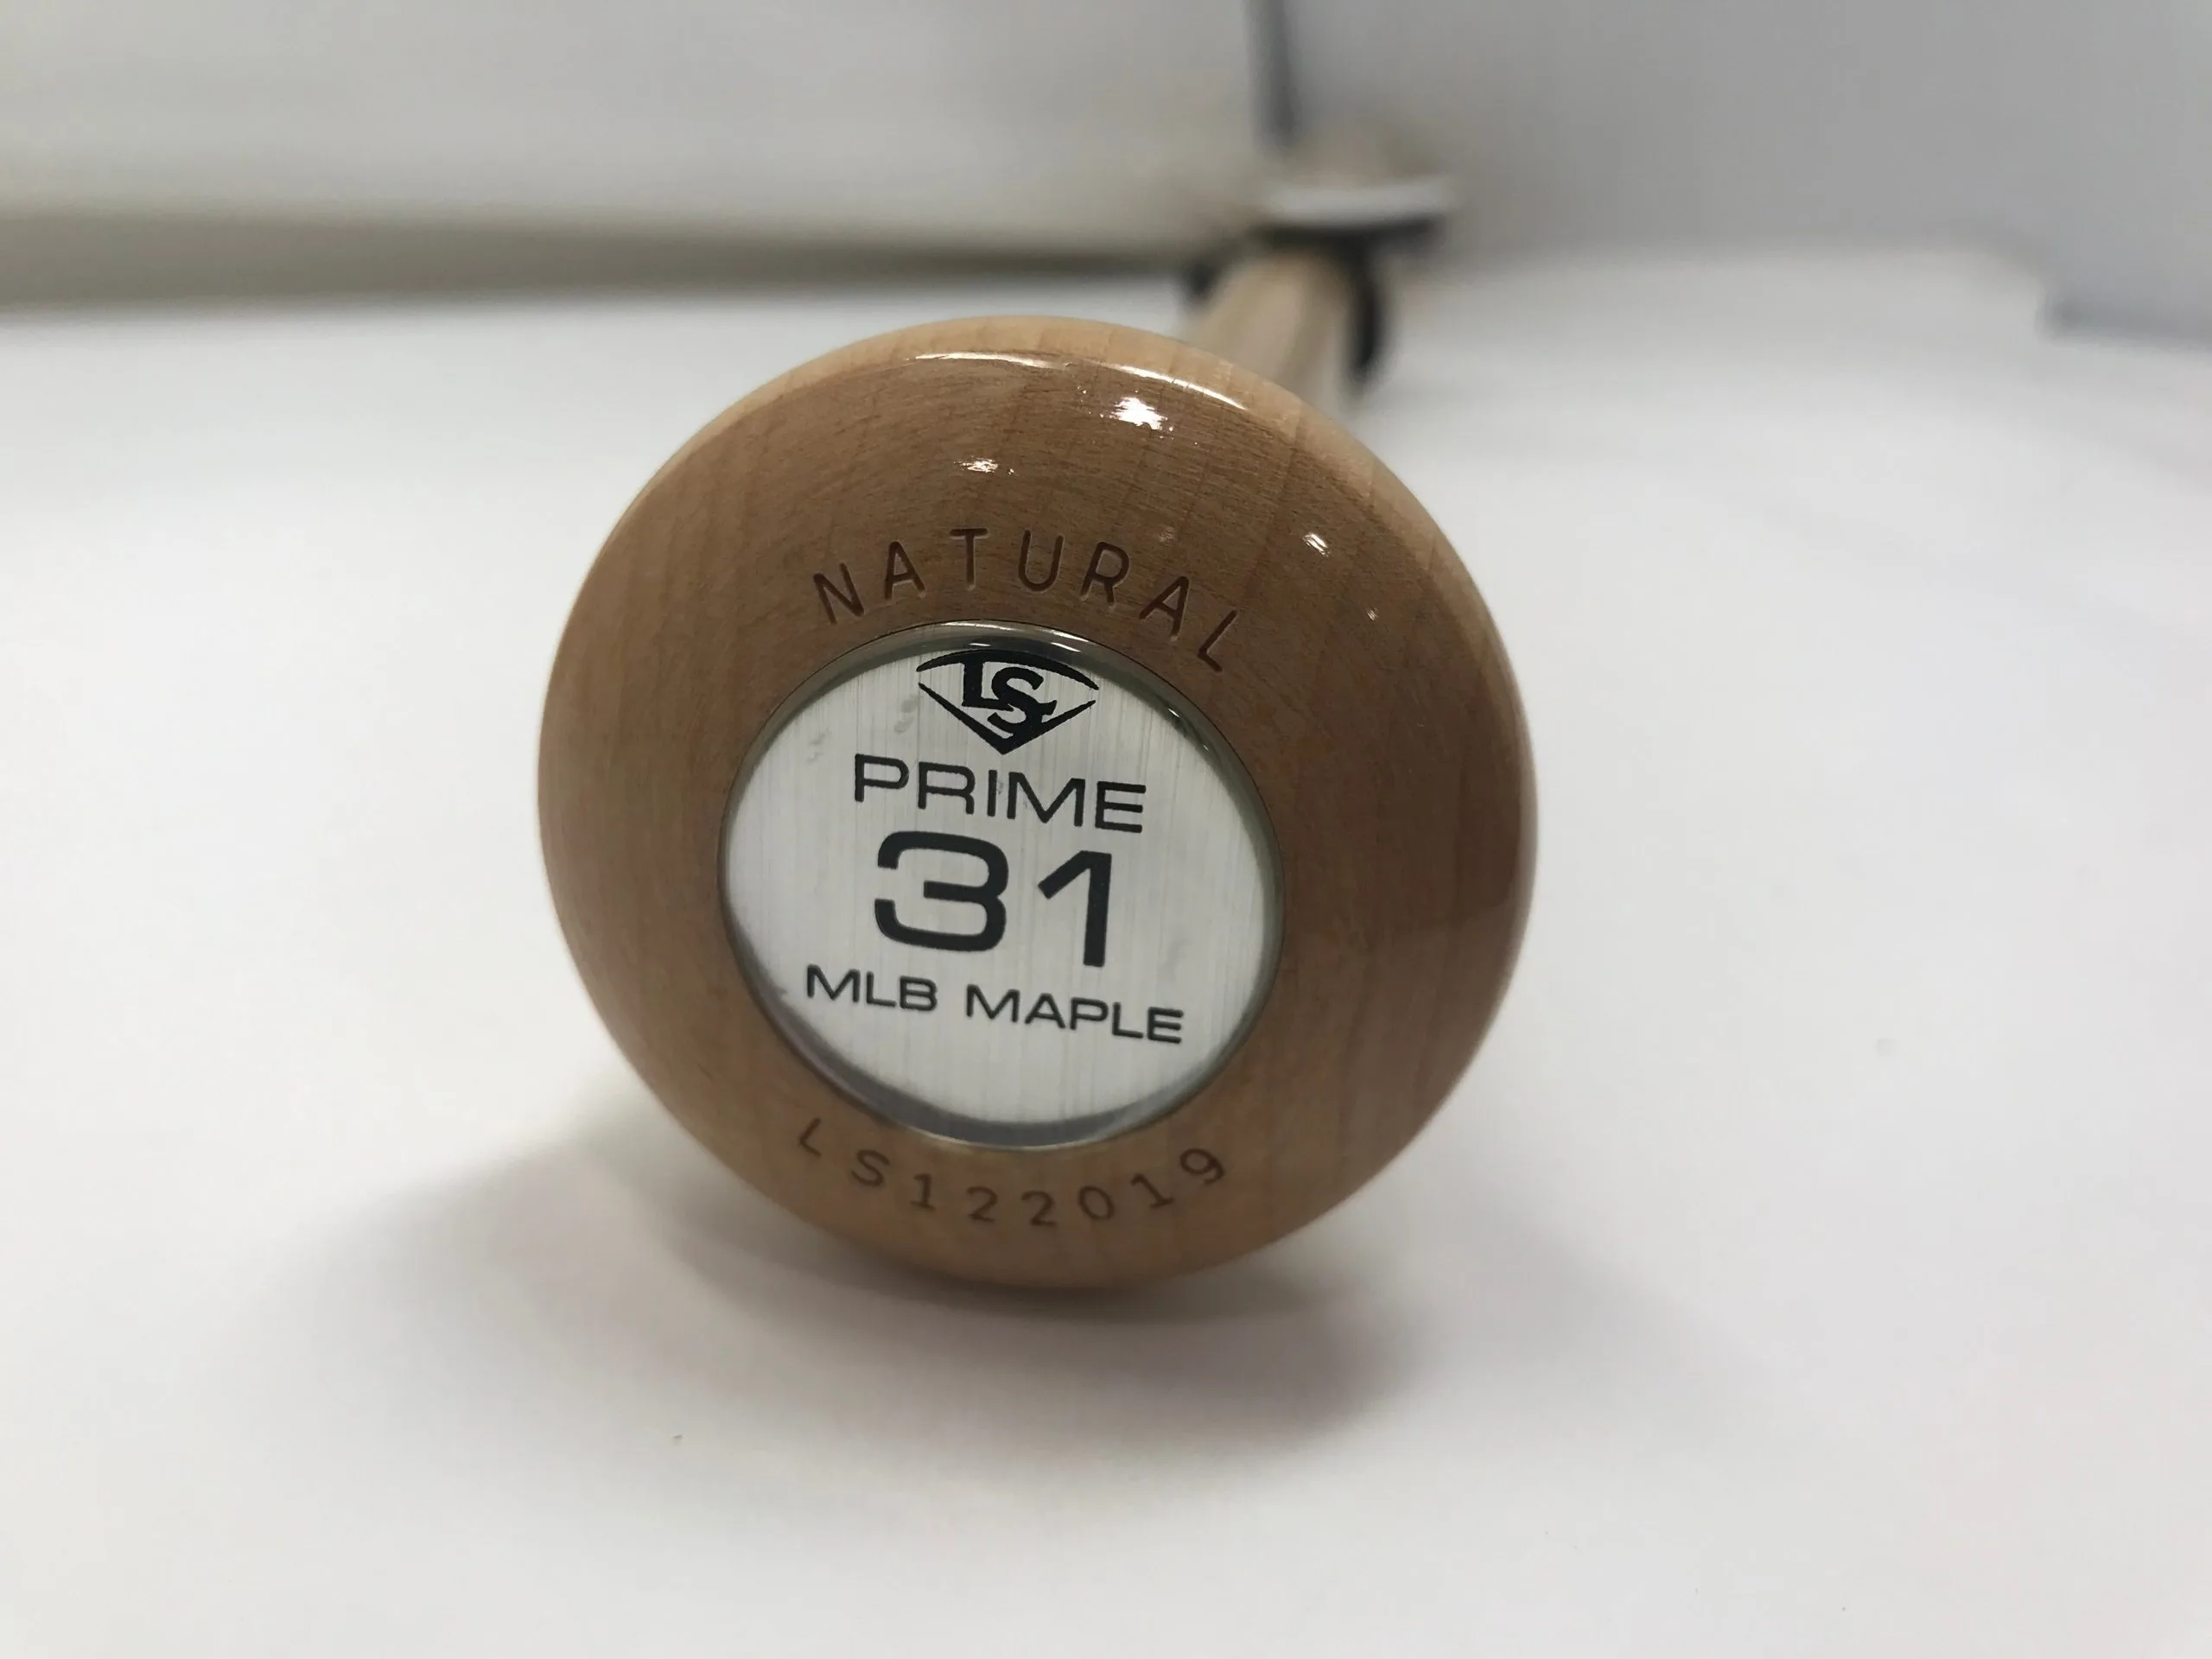 NATURAL
LS
PRIME
31
MLB MAPLE
LS122019